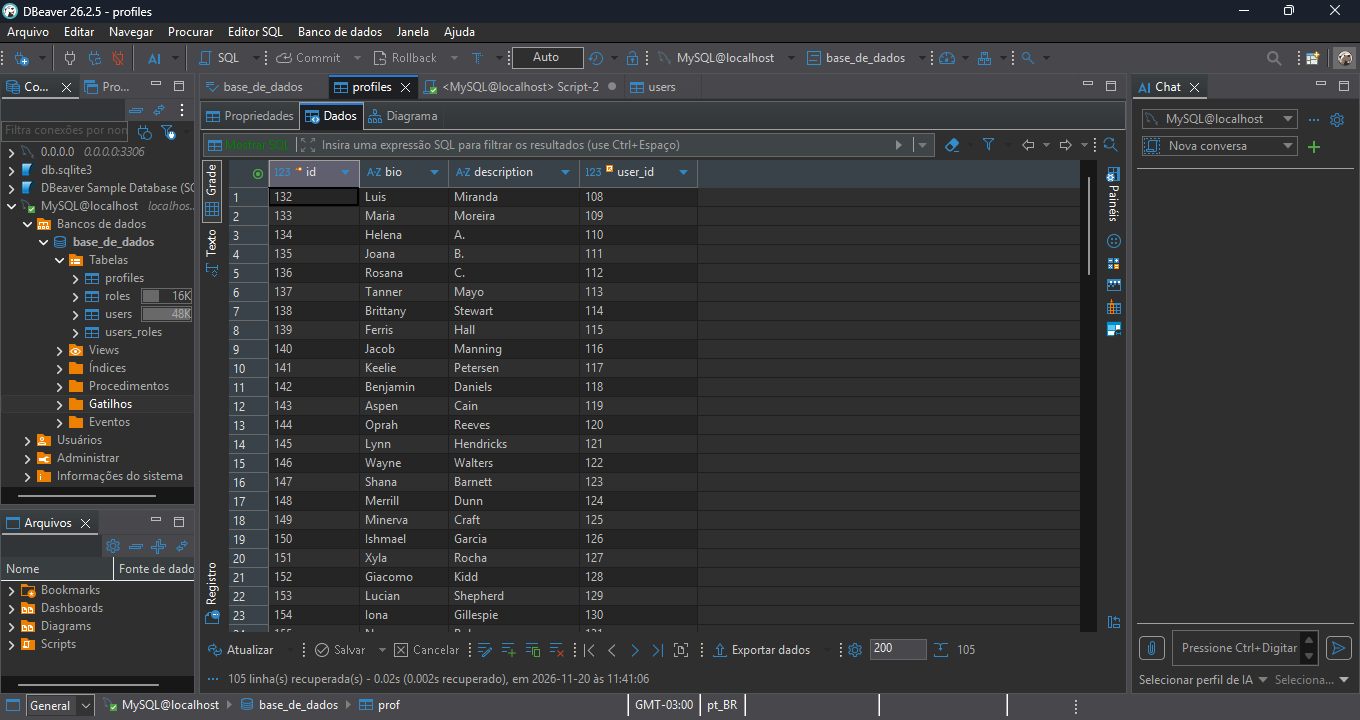 DBeaver 26.2.5 - profiles
Arquivo Editar Navegar Procurar Editor SQL Banco de dados Janela Ajuda
AI SQL Commit Rollback T Auto MySQL@localhost base_de_dados
Co... Pro...
base_de_dados profiles <MySQL@localhost> Script-2 users
AI Chat
Propriedades Dados Diagrama
MySQL@localhost
Nova conversa
Filtra conexões por nom
Mostrar SQL Insira uma expressão SQL para filtrar os resultados (use Ctrl+Espaço)
0.0.0.0 0.0.0.0:3306
db.sqlite3
DBeaver Sample Database (SQ
MySQL@localhost localhos...
Bancos de dados
base_de_dados
Tabelas
profiles
roles 16K
users 48K
users_roles
Views
Índices
Procedimentos
Gatilhos
Eventos
Usuários
Administrar
Informações do sistema
Arquivos
Nome Fonte de dado
Bookmarks
Dashboards
Diagrams
Scripts
Grade
Texto
Registro
123 id A-Z bio A-Z description 123 user_id
1 132 Luis Miranda 108
2 133 Maria Moreira 109
3 134 Helena A. 110
4 135 Joana B. 111
5 136 Rosana C. 112
6 137 Tanner Mayo 113
7 138 Brittany Stewart 114
8 139 Ferris Hall 115
9 140 Jacob Manning 116
10 141 Keelie Petersen 117
11 142 Benjamin Daniels 118
12 143 Aspen Cain 119
13 144 Oprah Reeves 120
14 145 Lynn Hendricks 121
15 146 Wayne Walters 122
16 147 Shana Barnett 123
17 148 Merrill Dunn 124
18 149 Minerva Craft 125
19 150 Ishmael Garcia 126
20 151 Xyla Rocha 127
21 152 Giacomo Kidd 128
22 153 Lucian Shepherd 129
23 154 Iona Gillespie 130
Painéis
Atualizar Salvar Cancelar Exportar dados 200 105
105 linha(s) recuperada(s) - 0.02s (0.002s recuperado), em 2026-11-20 às 11:41:06
Pressione Ctrl+Digitar
Selecionar perfil de IA Seleciona...
General MySQL@localhost base_de_dados prof GMT-03:00 pt_BR